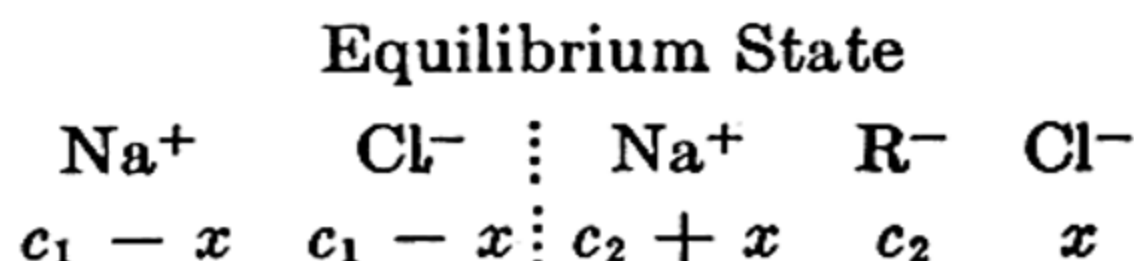 Equilibrium State
Na⁺ Cl⁻ ⋮ Na⁺ R⁻ Cl⁻
c₁ − x c₁ − x ⋮ c₂ + x c₂ x